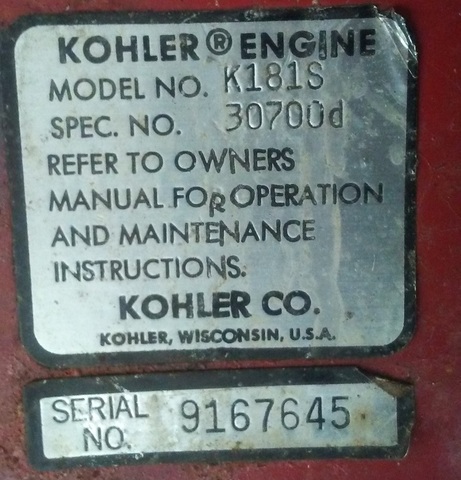 KOHLER® ENGINE
MODEL NO. K181S
SPEC. NO. 30700d
REFER TO OWNERS
MANUAL FOR OPERATION
AND MAINTENANCE
INSTRUCTIONS.
KOHLER CO.
KOHLER, WISCONSIN, U.S.A.
SERIAL NO. 9167645